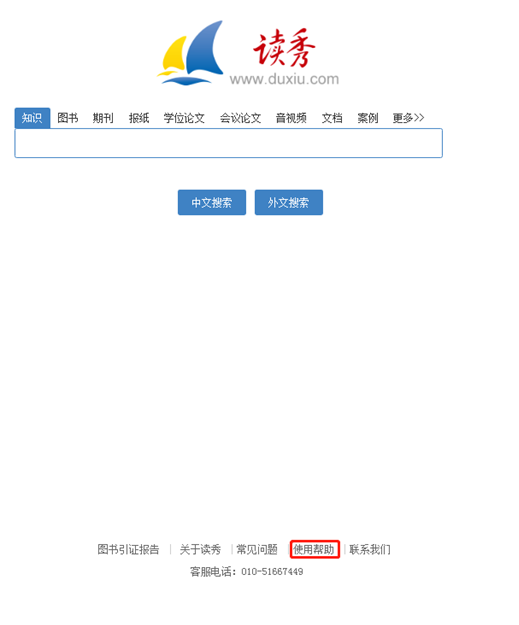 读秀
www.duxiu.com
知识 图书 期刊 报纸 学位论文 会议论文 音视频 文档 案例 更多>>
中文搜索 外文搜索
图书引证报告 | 关于读秀 | 常见问题 | 使用帮助 | 联系我们
客服电话：010-51667449